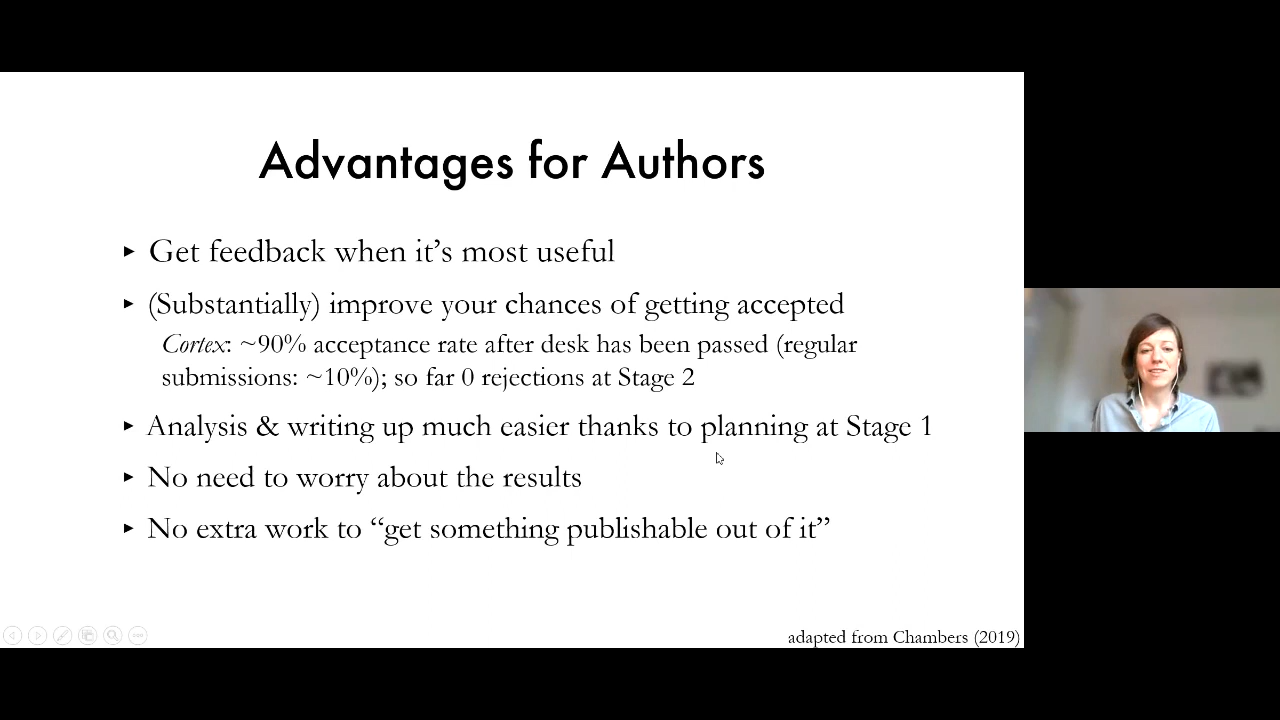 Advantages for Authors
Get feedback when it’s most useful
(Substantially) improve your chances of getting accepted
Cortex: ~90% acceptance rate after desk has been passed (regular
submissions: ~10%); so far 0 rejections at Stage 2
Analysis & writing up much easier thanks to planning at Stage 1
No need to worry about the results
No extra work to “get something publishable out of it”
adapted from Chambers (2019)